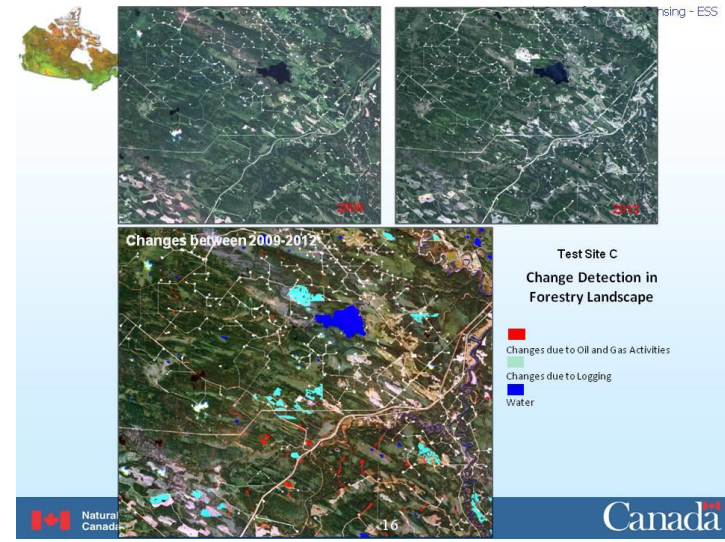 sing - ESS
2009
2012
Changes between 2009-2012
Test Site C
Change Detection in
Forestry Landscape
Changes due to Oil and Gas Activities
Changes due to Logging
Water
Natural
Canada
16
Canada